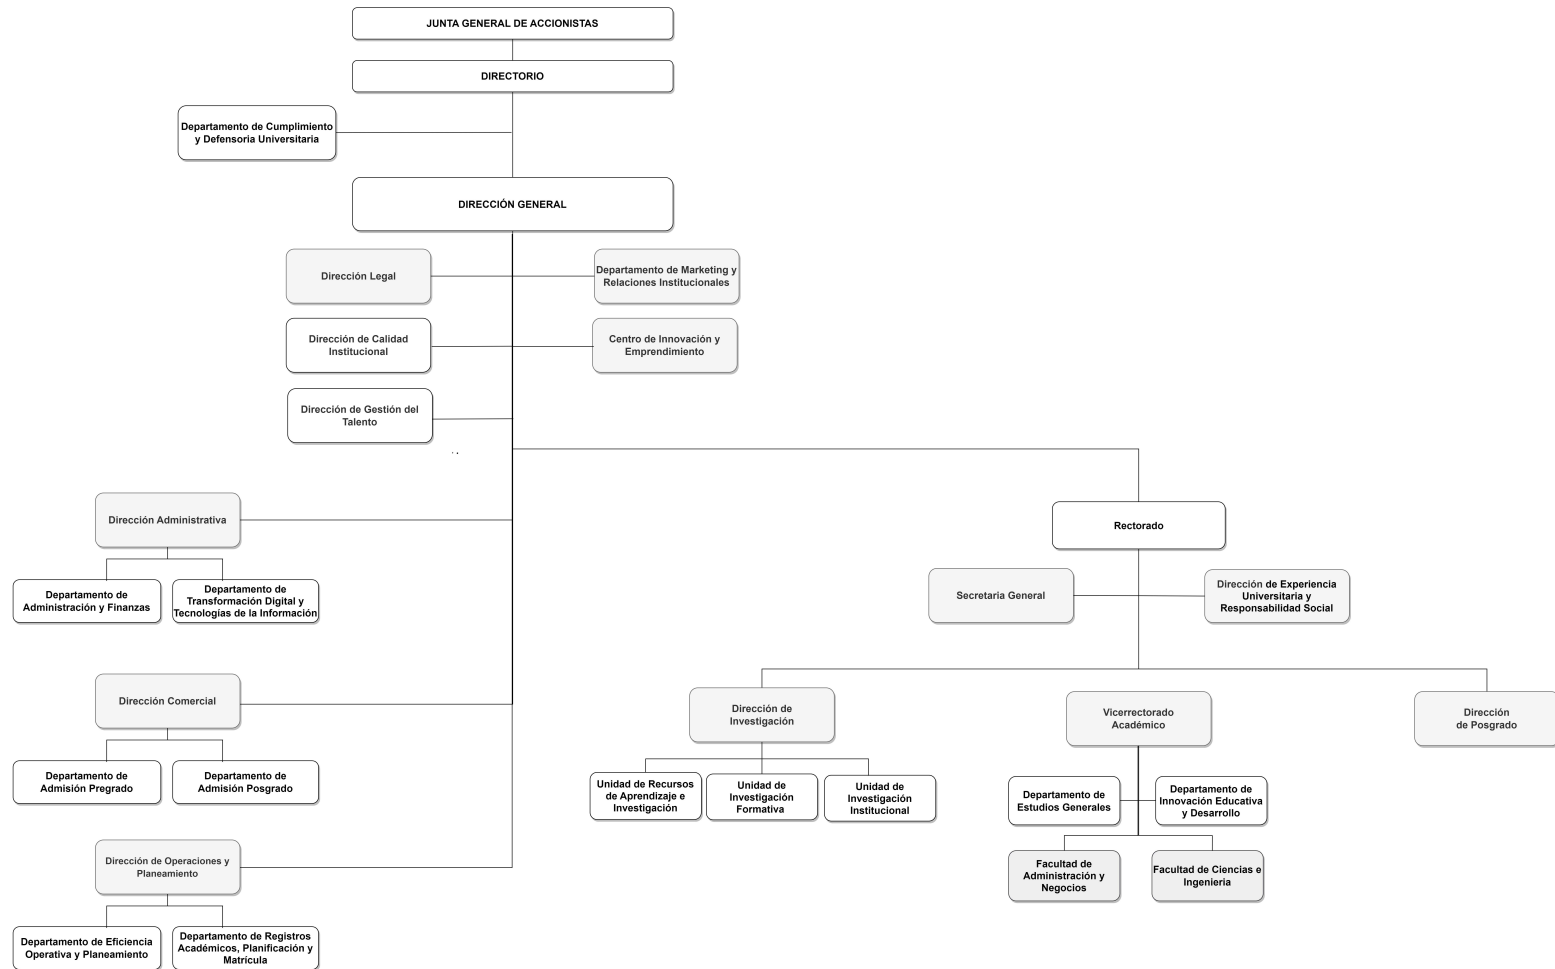 JUNTA GENERAL DE ACCIONISTAS
DIRECTORIO
Departamento de Cumplimiento
y Defensoria Universitaria
DIRECCIÓN GENERAL
Dirección Legal
Departamento de Marketing y
Relaciones Institucionales
Dirección de Calidad
Institucional
Centro de Innovación y
Emprendimiento
Dirección de Gestión del
Talento
Dirección Administrativa
Departamento de
Administración y Finanzas
Departamento de
Transformación Digital y
Tecnologías de la Información
Dirección Comercial
Departamento de
Admisión Pregrado
Departamento de
Admisión Posgrado
Dirección de Operaciones y
Planeamiento
Departamento de Eficiencia
Operativa y Planeamiento
Departamento de Registros
Académicos, Planificación y
Matrícula
Rectorado
Secretaria General
Dirección de Experiencia
Universitaria y
Responsabilidad Social
Dirección de
Investigación
Unidad de Recursos
de Aprendizaje e
Investigación
Unidad de
Investigación
Formativa
Unidad de
Investigación
Institucional
Vicerrectorado
Académico
Departamento de
Estudios Generales
Departamento de
Innovación Educativa
y Desarrollo
Facultad de
Administración y
Negocios
Facultad de Ciencias e
Ingenieria
Dirección
de Posgrado